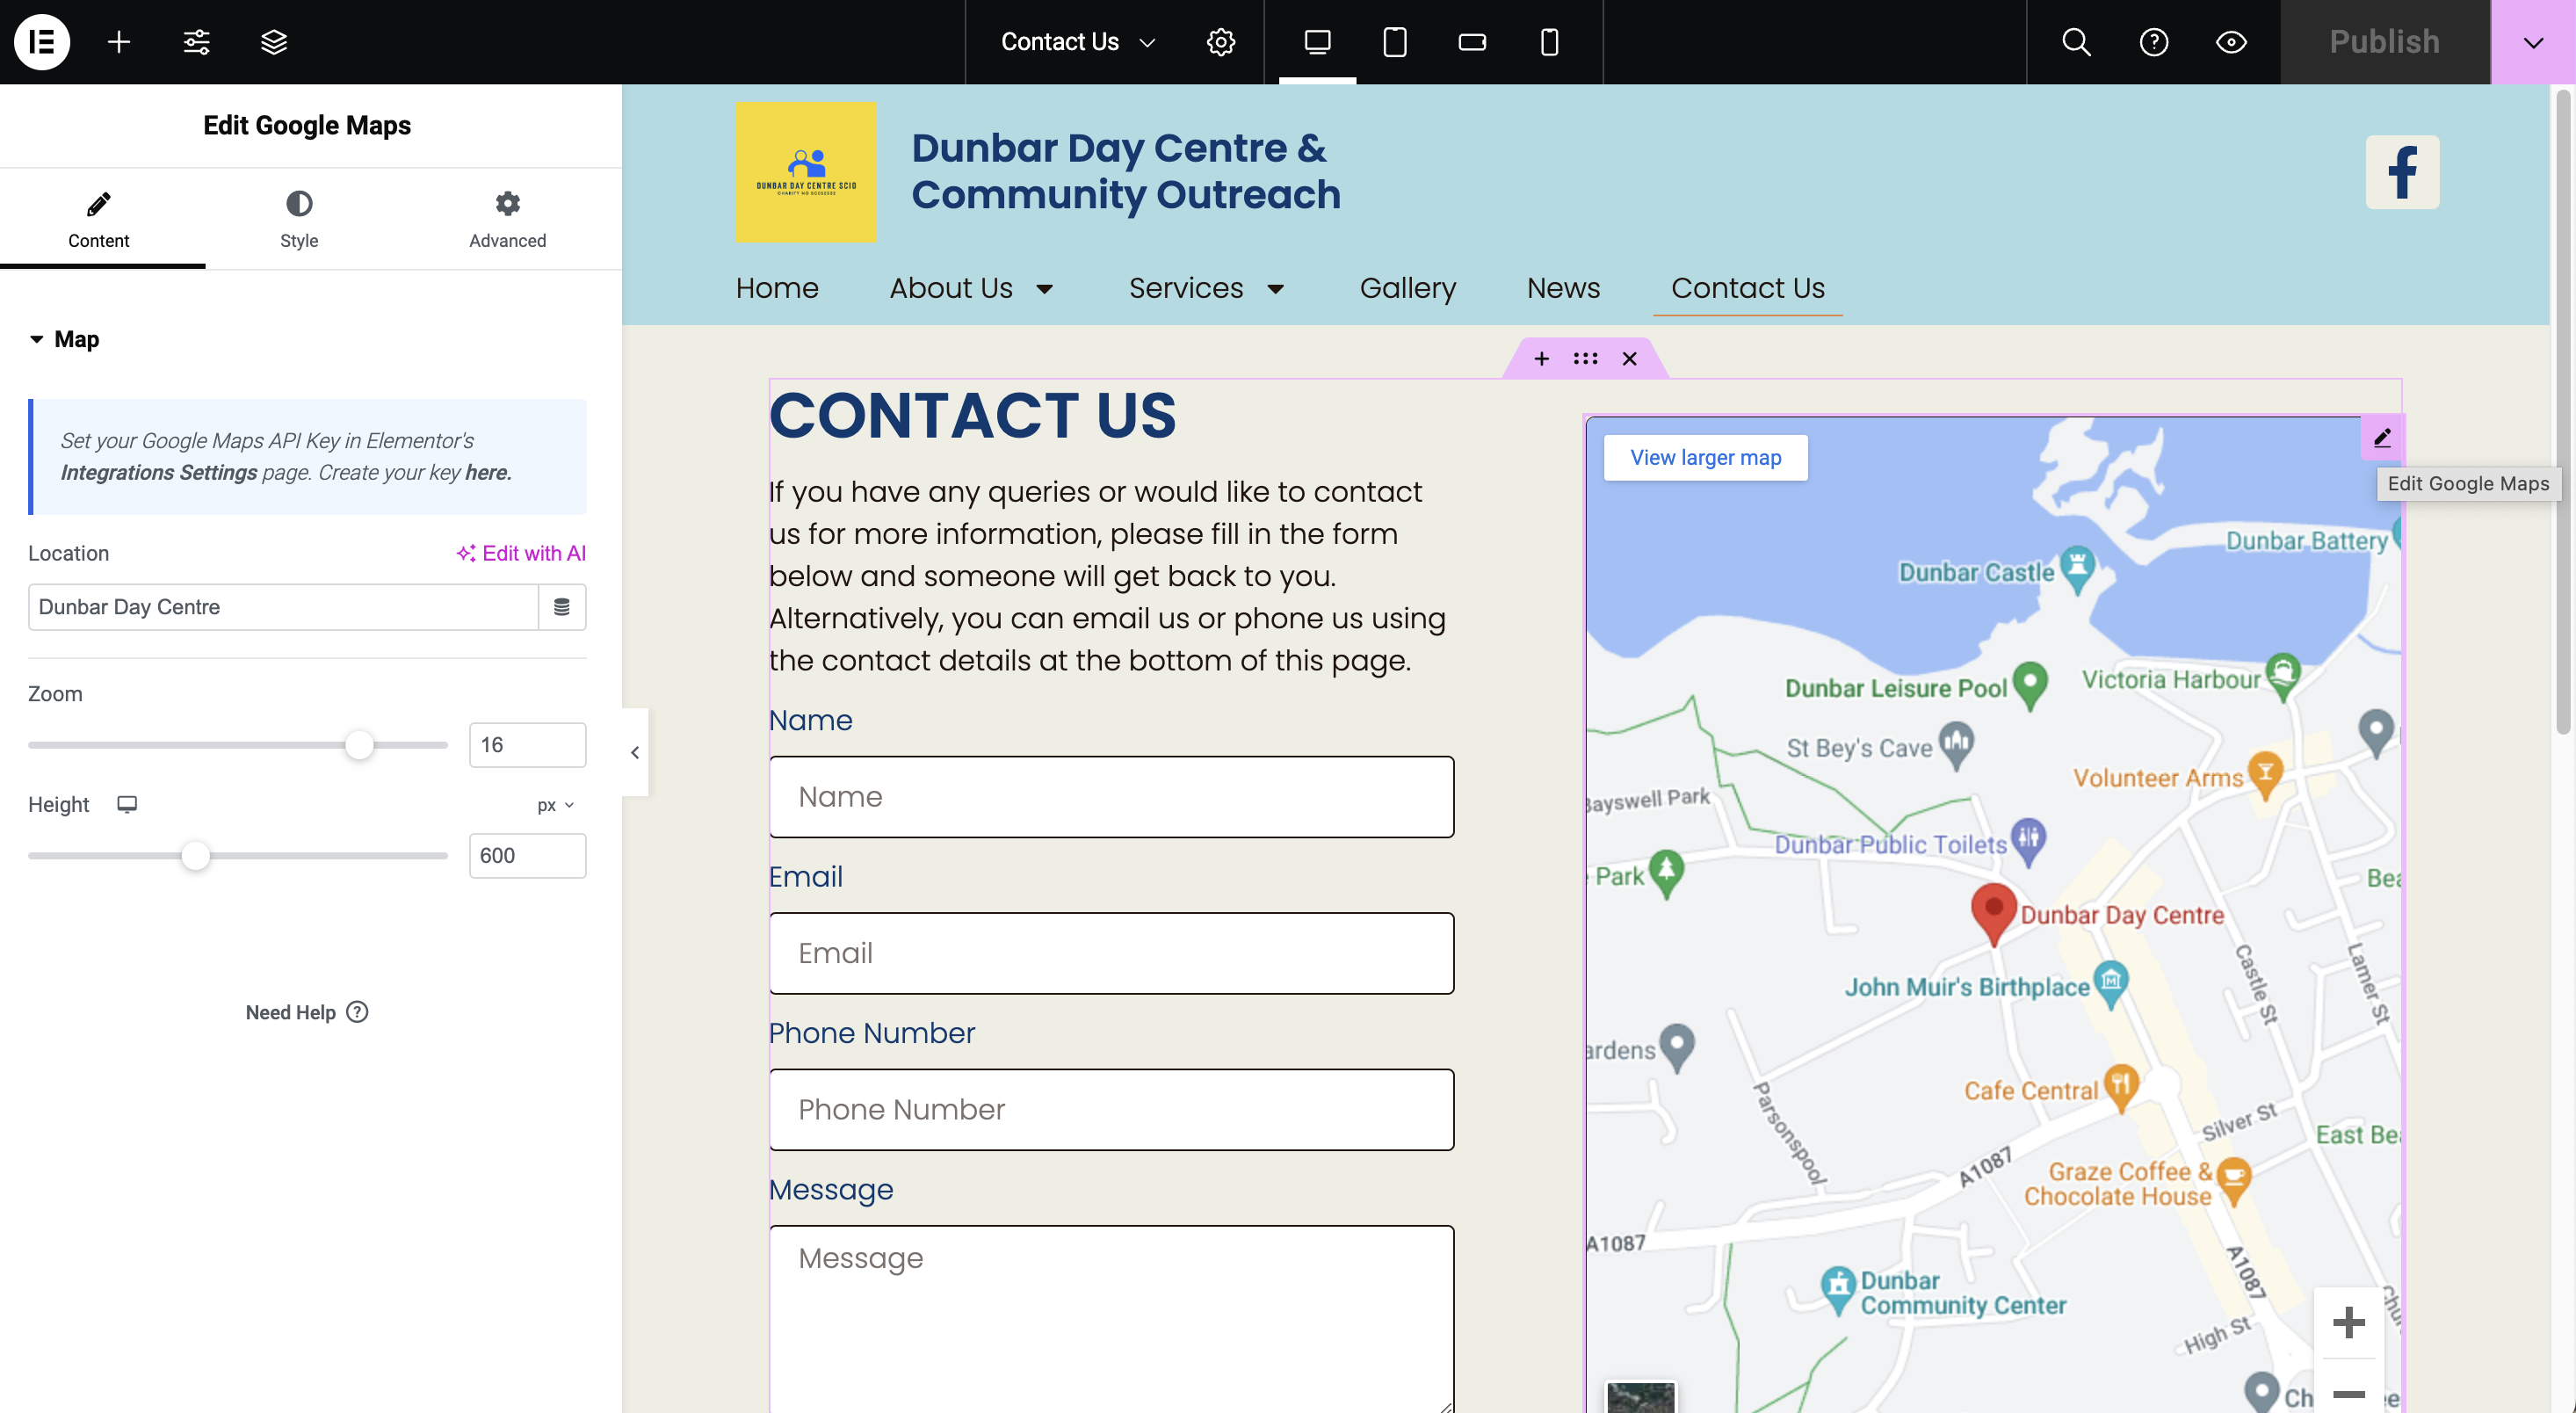 Contact Us
Publish
Edit Google Maps
Content
Style
Advanced
Map
Set your Google Maps API Key in Elementor's
Integrations Settings page. Create your key here.
Location
Edit with AI
Dunbar Day Centre
Zoom
16
Height
px
600
Need Help
DUNBAR DAY CENTRE SCIO
Dunbar Day Centre &
Community Outreach
Home
About Us
Services
Gallery
News
Contact Us
CONTACT US
If you have any queries or would like to contact
us for more information, please fill in the form
below and someone will get back to you.
Alternatively, you can email us or phone us using
the contact details at the bottom of this page.
Name
Name
Email
Email
Phone Number
Phone Number
Message
Message
View larger map
Edit Google Maps
Dunbar Battery
Dunbar Castle
Dunbar Leisure Pool
Victoria Harbour
St Bey's Cave
Volunteer Arms
Bayswell Park
Dunbar Public Toilets
Park
Bea
Dunbar Day Centre
John Muir's Birthplace
Castle St
Lamer St
ardens
Parsonspool
Cafe Central
Silver St
East Be
A1087
Graze Coffee &
Chocolate House
A1087
A1087
Dunbar
Community Center
High St
Chu
Ch